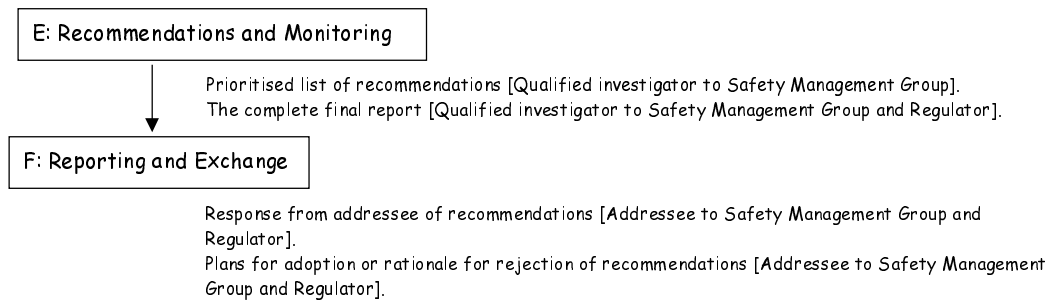 E: Recommendations and Monitoring
Prioritised list of recommendations [Qualified investigator to Safety Management Group].
The complete final report [Qualified investigator to Safety Management Group and Regulator].
F: Reporting and Exchange
Response from addressee of recommendations [Addressee to Safety Management Group and
Regulator].
Plans for adoption or rationale for rejection of recommendations [Addressee to Safety Management
Group and Regulator].